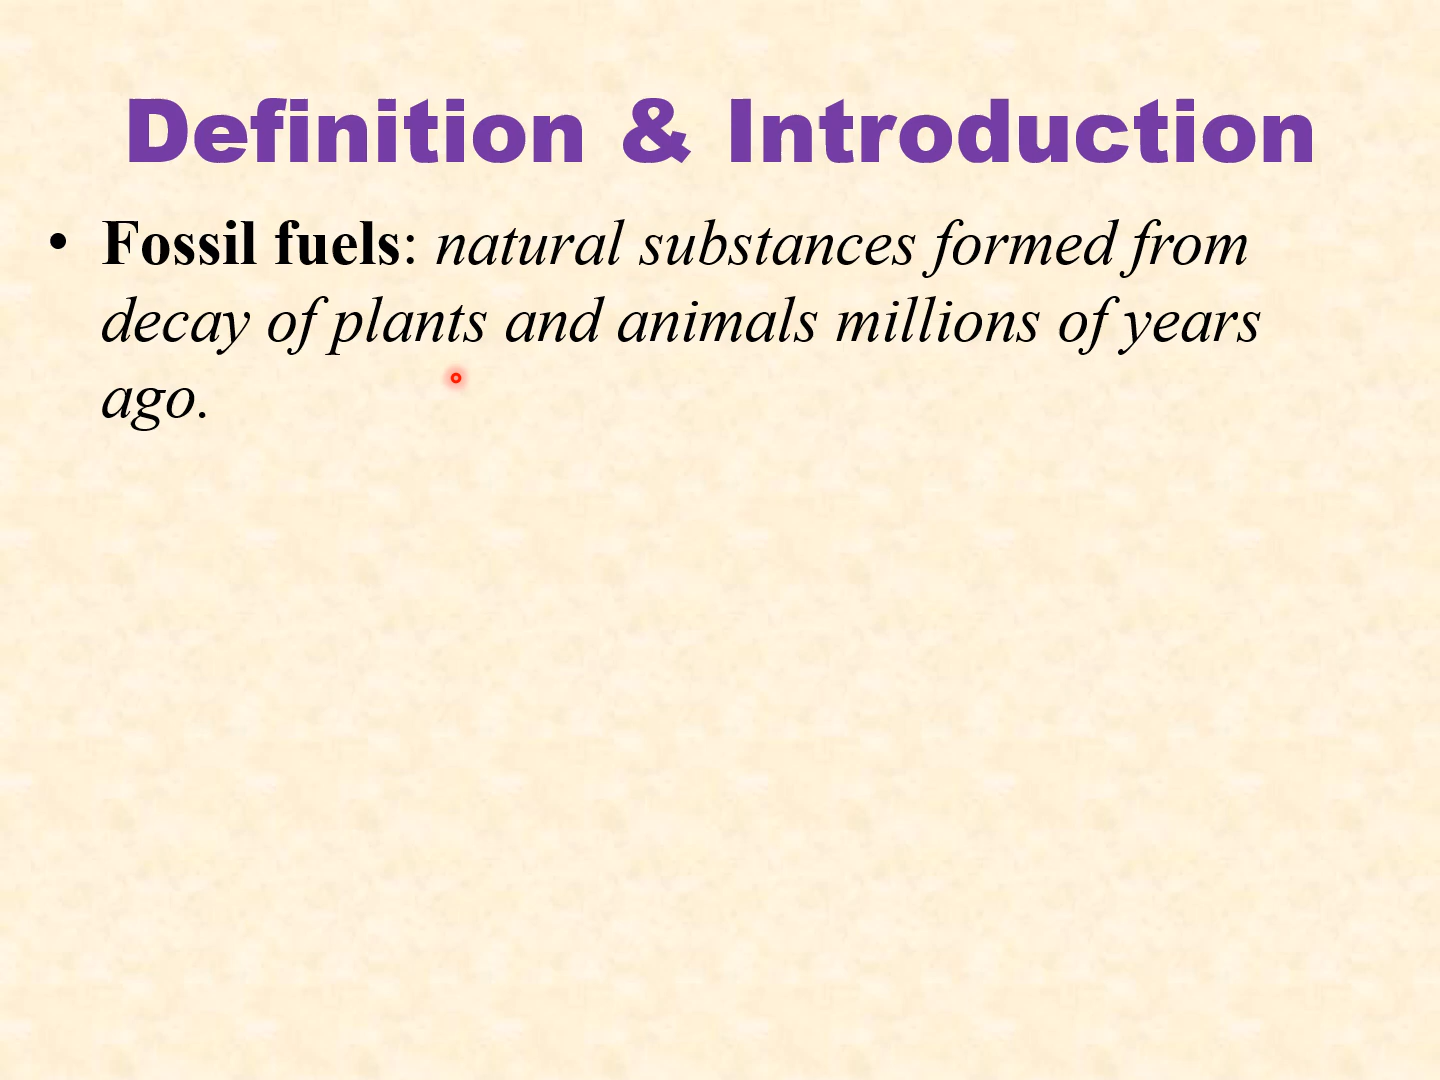 Definition & Introduction
• Fossil fuels: natural substances formed from
decay of plants and animals millions of years
ago.